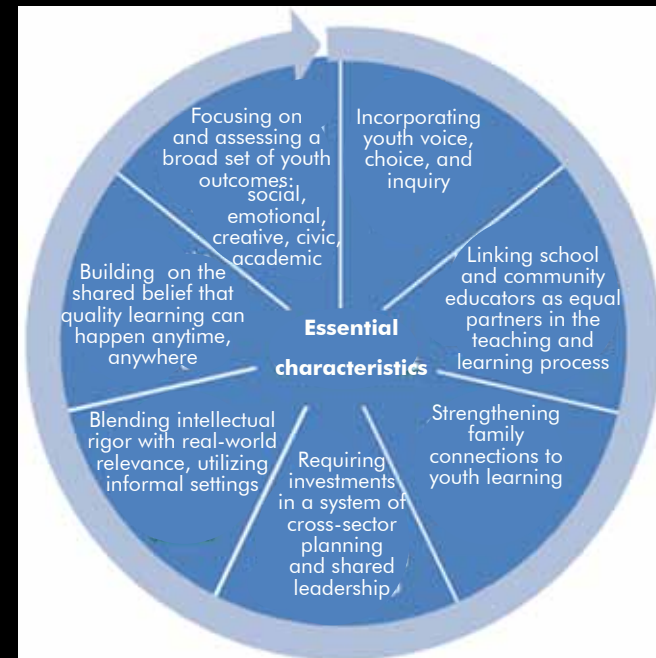 Focusing on
and assessing a
broad set of youth
outcomes:
social,
emotional,
creative, civic,
academic
Incorporating
youth voice,
choice, and
inquiry
Linking school
and community
educators as equal
partners in the
teaching and
learning process
Strengthening
family
connections to
youth learning
Requiring
investments
in a system of
cross-sector
planning
and shared
leadership
Blending intellectual
rigor with real-world
relevance, utilizing
informal settings
Building on the
shared belief that
quality learning can
happen anytime,
anywhere
Essential
characteristics